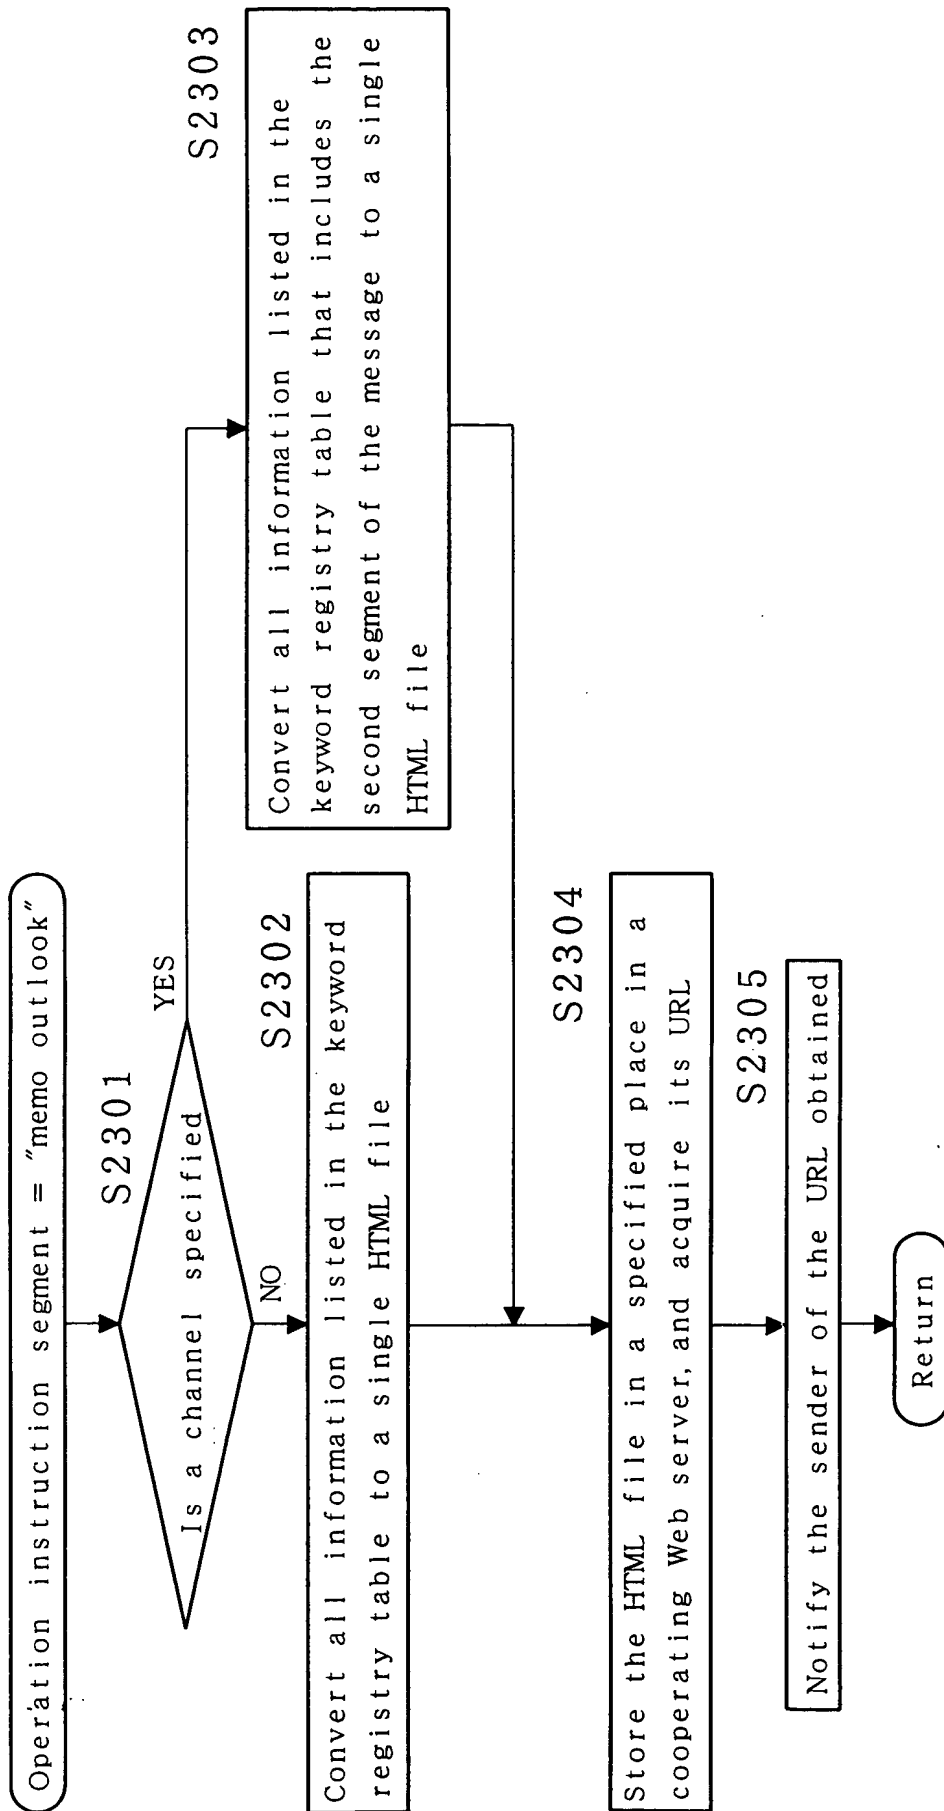 Operation instruction segment = "memo outlook"
S2301
Is a channel specified
YES
NO
S2302
Convert all information listed in the keyword
registry table to a single HTML file
S2303
Convert all information listed in the
keyword registry table that includes the
second segment of the message to a single
HTML file
S2304
Store the HTML file in a specified place in a
cooperating Web server, and acquire its URL
S2305
Notify the sender of the URL obtained
Return